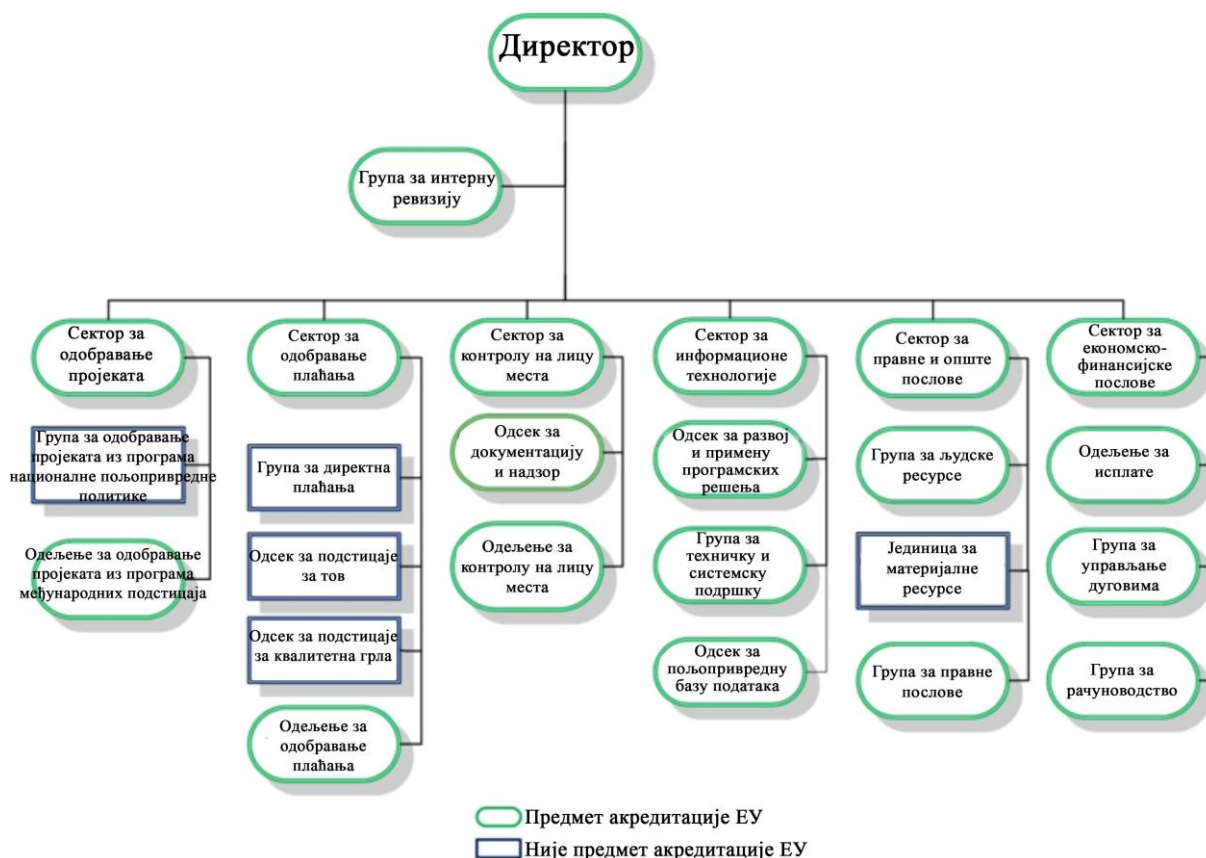 Директор
Група за интерну
ревизију
Сектор за
одобравање
пројеката
Група за одобравање
пројеката из програма
националне пољопривредне
политике
Одељење за одобравање
пројеката из програма
међународних подстицаја
Сектор за
одобравање
плаћања
Група за директна
плаћања
Одсек за подстицаје
за тов
Одсек за подстицаје
за квалитетна грла
Одељење за
одобравање
плаћања
Сектор за
контролу на лицу
места
Одсек за
документацију
и надзор
Одељење за
контролу на лицу
места
Сектор за
информационе
технологије
Одсек за развој
и примену
програмских
решења
Група за
техничку и
системску
подршку
Одсек за
пољопривредну
базу података
Сектор за
правне и опште
послове
Група за људске
ресурсе
Јединица за
материјалне
ресурсе
Група за правне
послове
Сектор за
економско-
финансијске
послове
Одељење за
исплате
Група за
управљање
дуговима
Група за
рачуноводство
Предмет акредитације ЕУ
Није предмет акредитације ЕУ